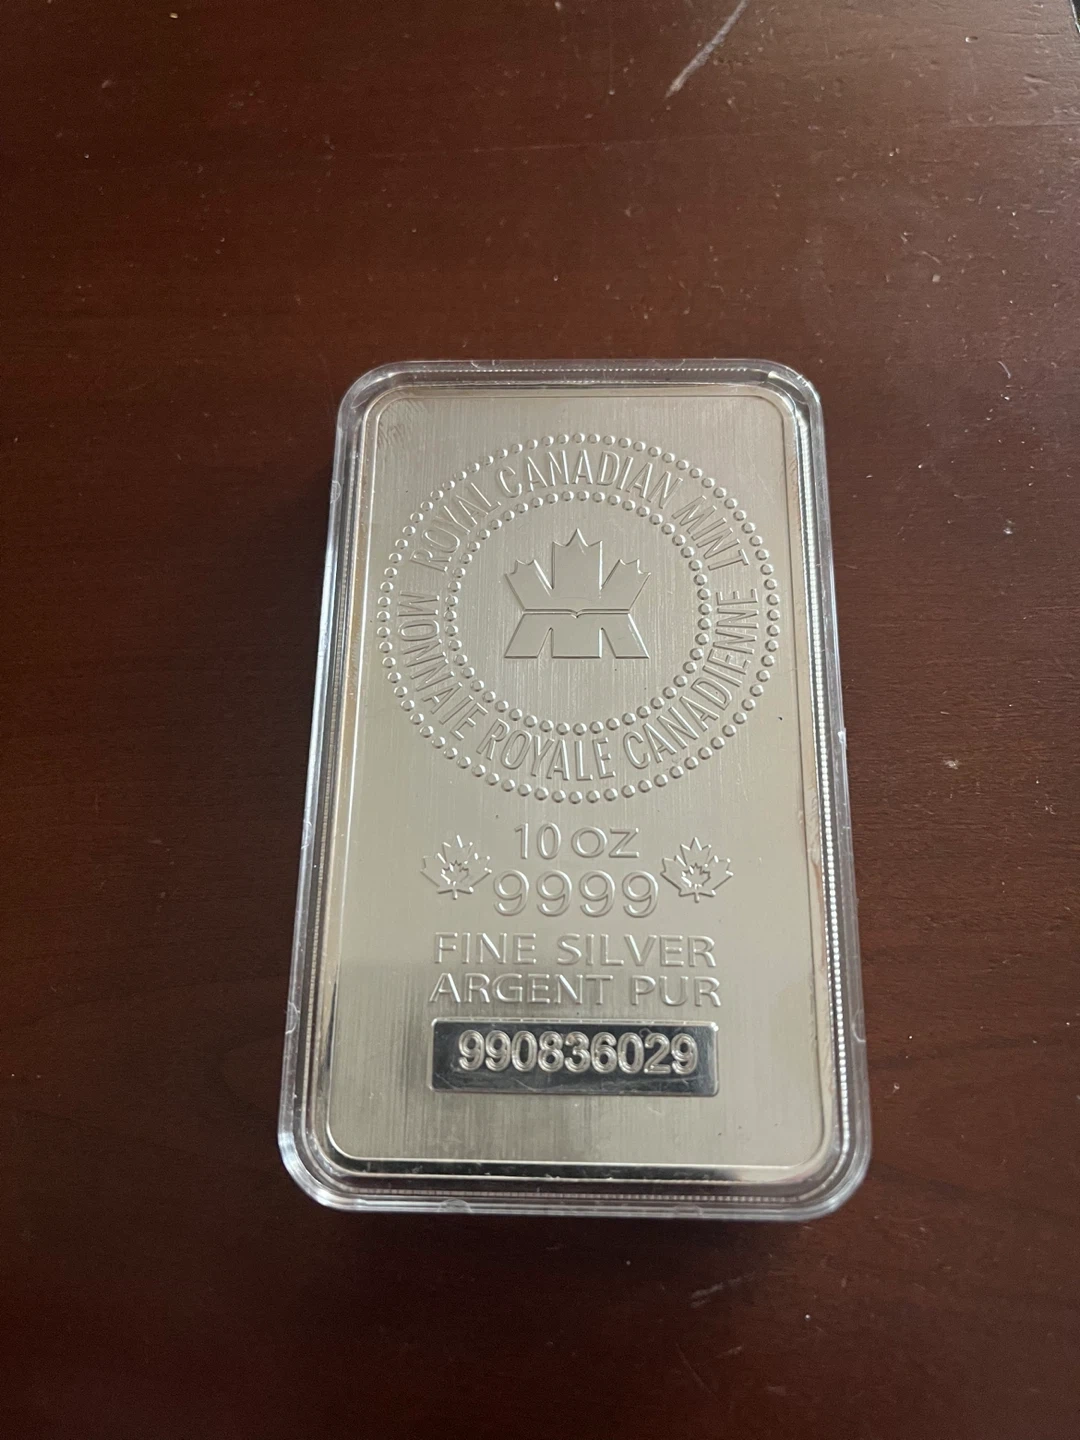 ROYAL CANADIAN MINT
MONNAIE ROYALE CANADIENNE
10 OZ
9999
FINE SILVER
ARGENT PUR
990836029